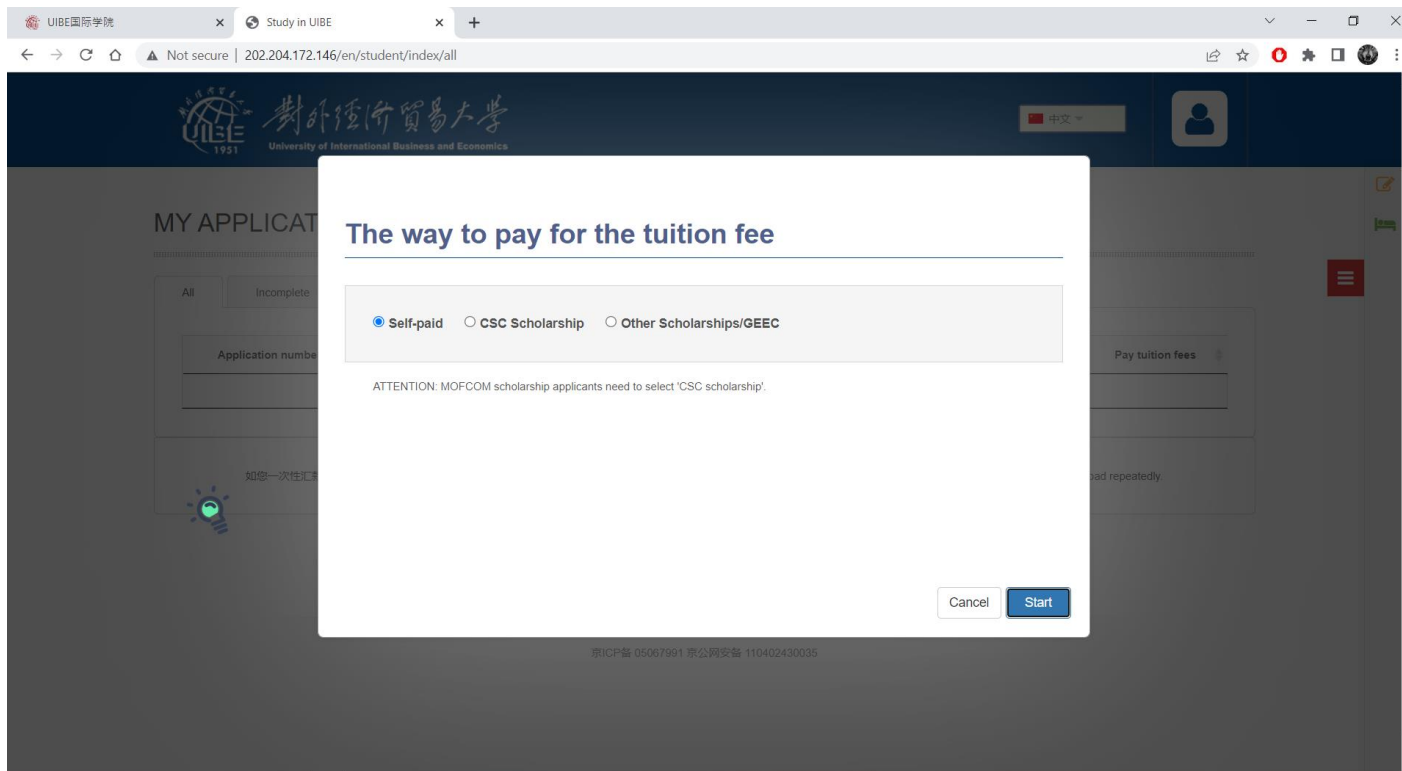 UIBE国际学院
Study in UIBE
Not secure | 202.204.172.146/en/student/index/all
UIBE
1951
對外經濟貿易大學
University of International Business and Economics
中文
MY APPLICAT
The way to pay for the tuition fee
All
Incomplete
Self-paid
CSC Scholarship
Other Scholarships/GEEC
Application numbe
Pay tuition fees
ATTENTION: MOFCOM scholarship applicants need to select 'CSC scholarship'.
如您一次性汇
oad repeatedly.
Cancel
Start
京ICP备 05067991 京公网安备 110402430035